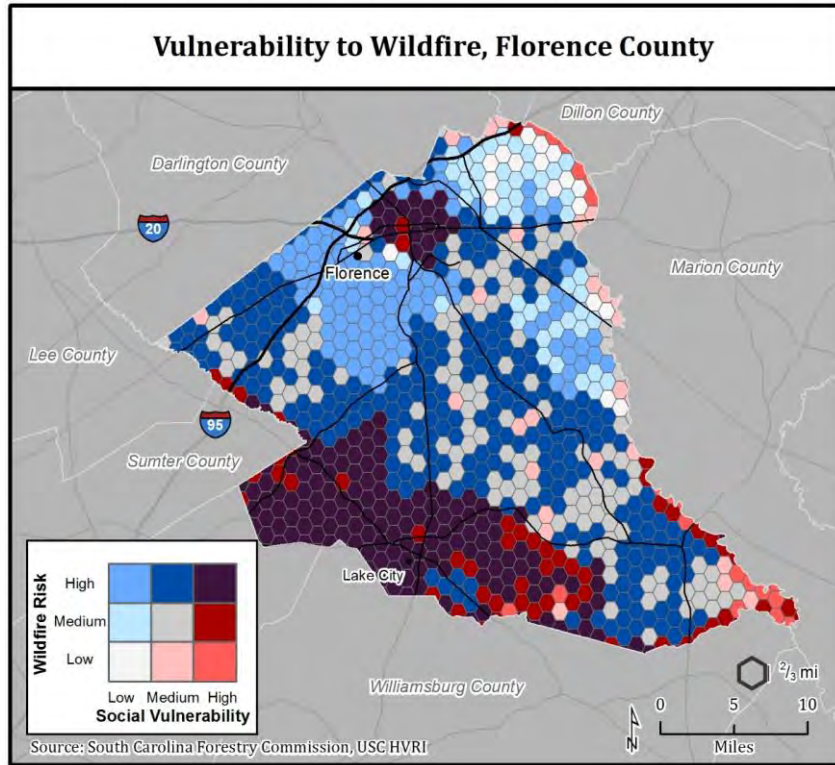 Vulnerability to Wildfire, Florence County
Dillon County
Darlington County
20
Florence
Marion County
Lee County
95
Sumter County
Lake City
Williamsburg County
Wildfire Risk
High
Medium
Low
Low Medium High
Social Vulnerability
2/3 mi
0 5 10
Miles
N
Source: South Carolina Forestry Commission, USC HVRI